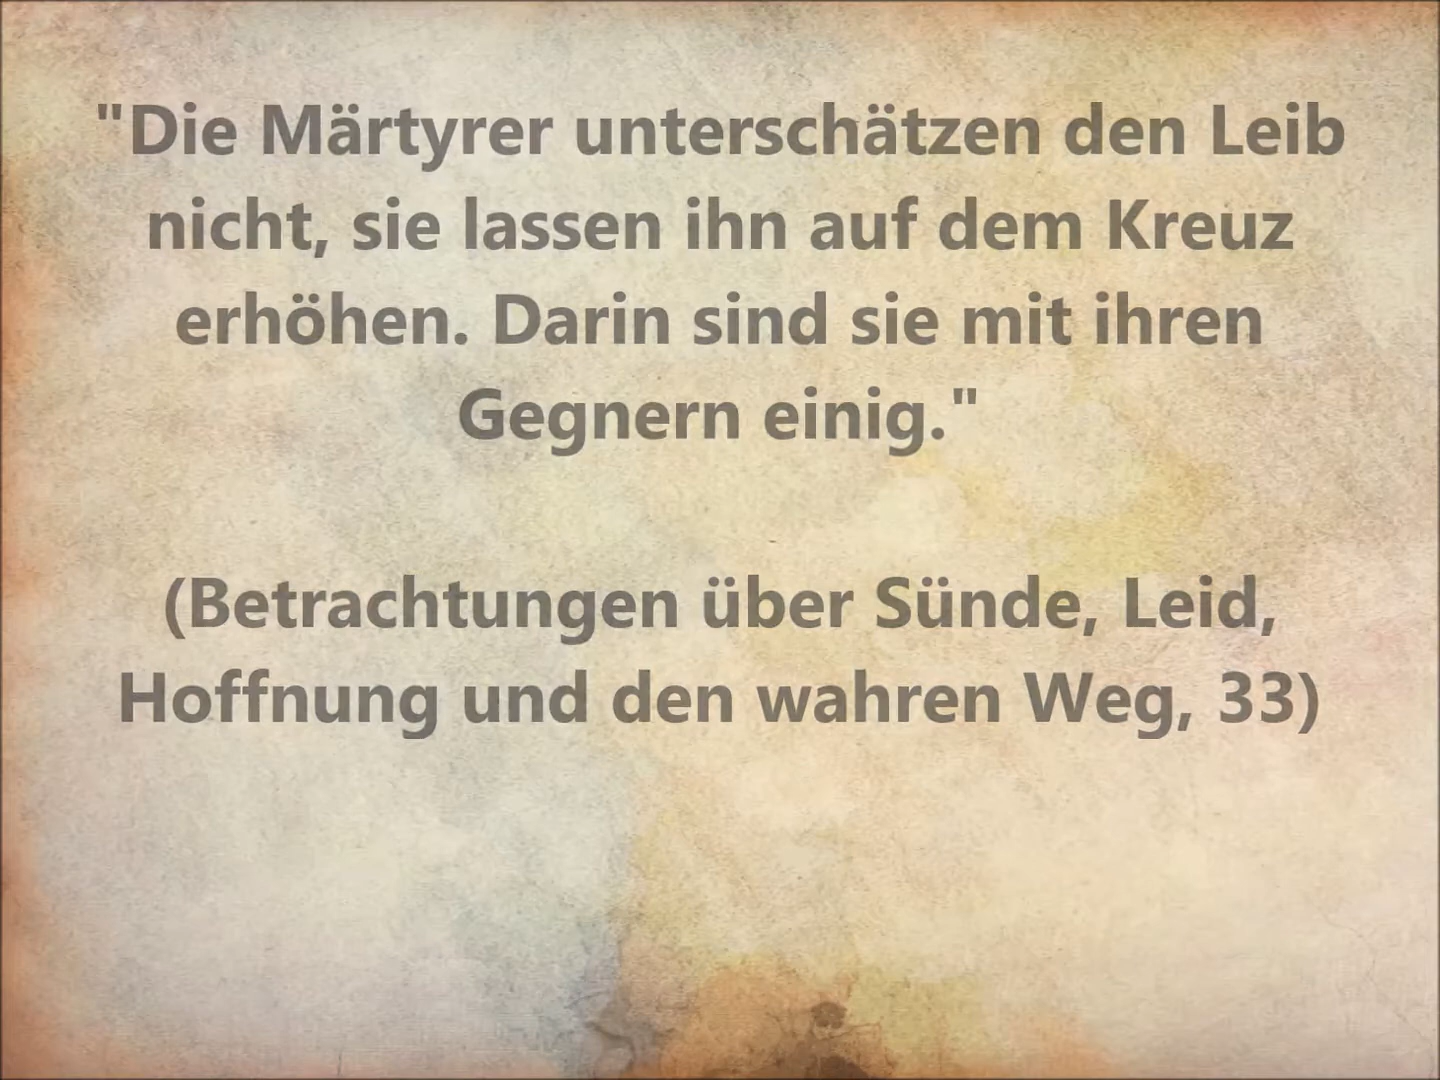 "Die Märtyrer unterschätzen den Leib
nicht, sie lassen ihn auf dem Kreuz
erhöhen. Darin sind sie mit ihren
Gegnern einig."
(Betrachtungen über Sünde, Leid,
Hoffnung und den wahren Weg, 33)